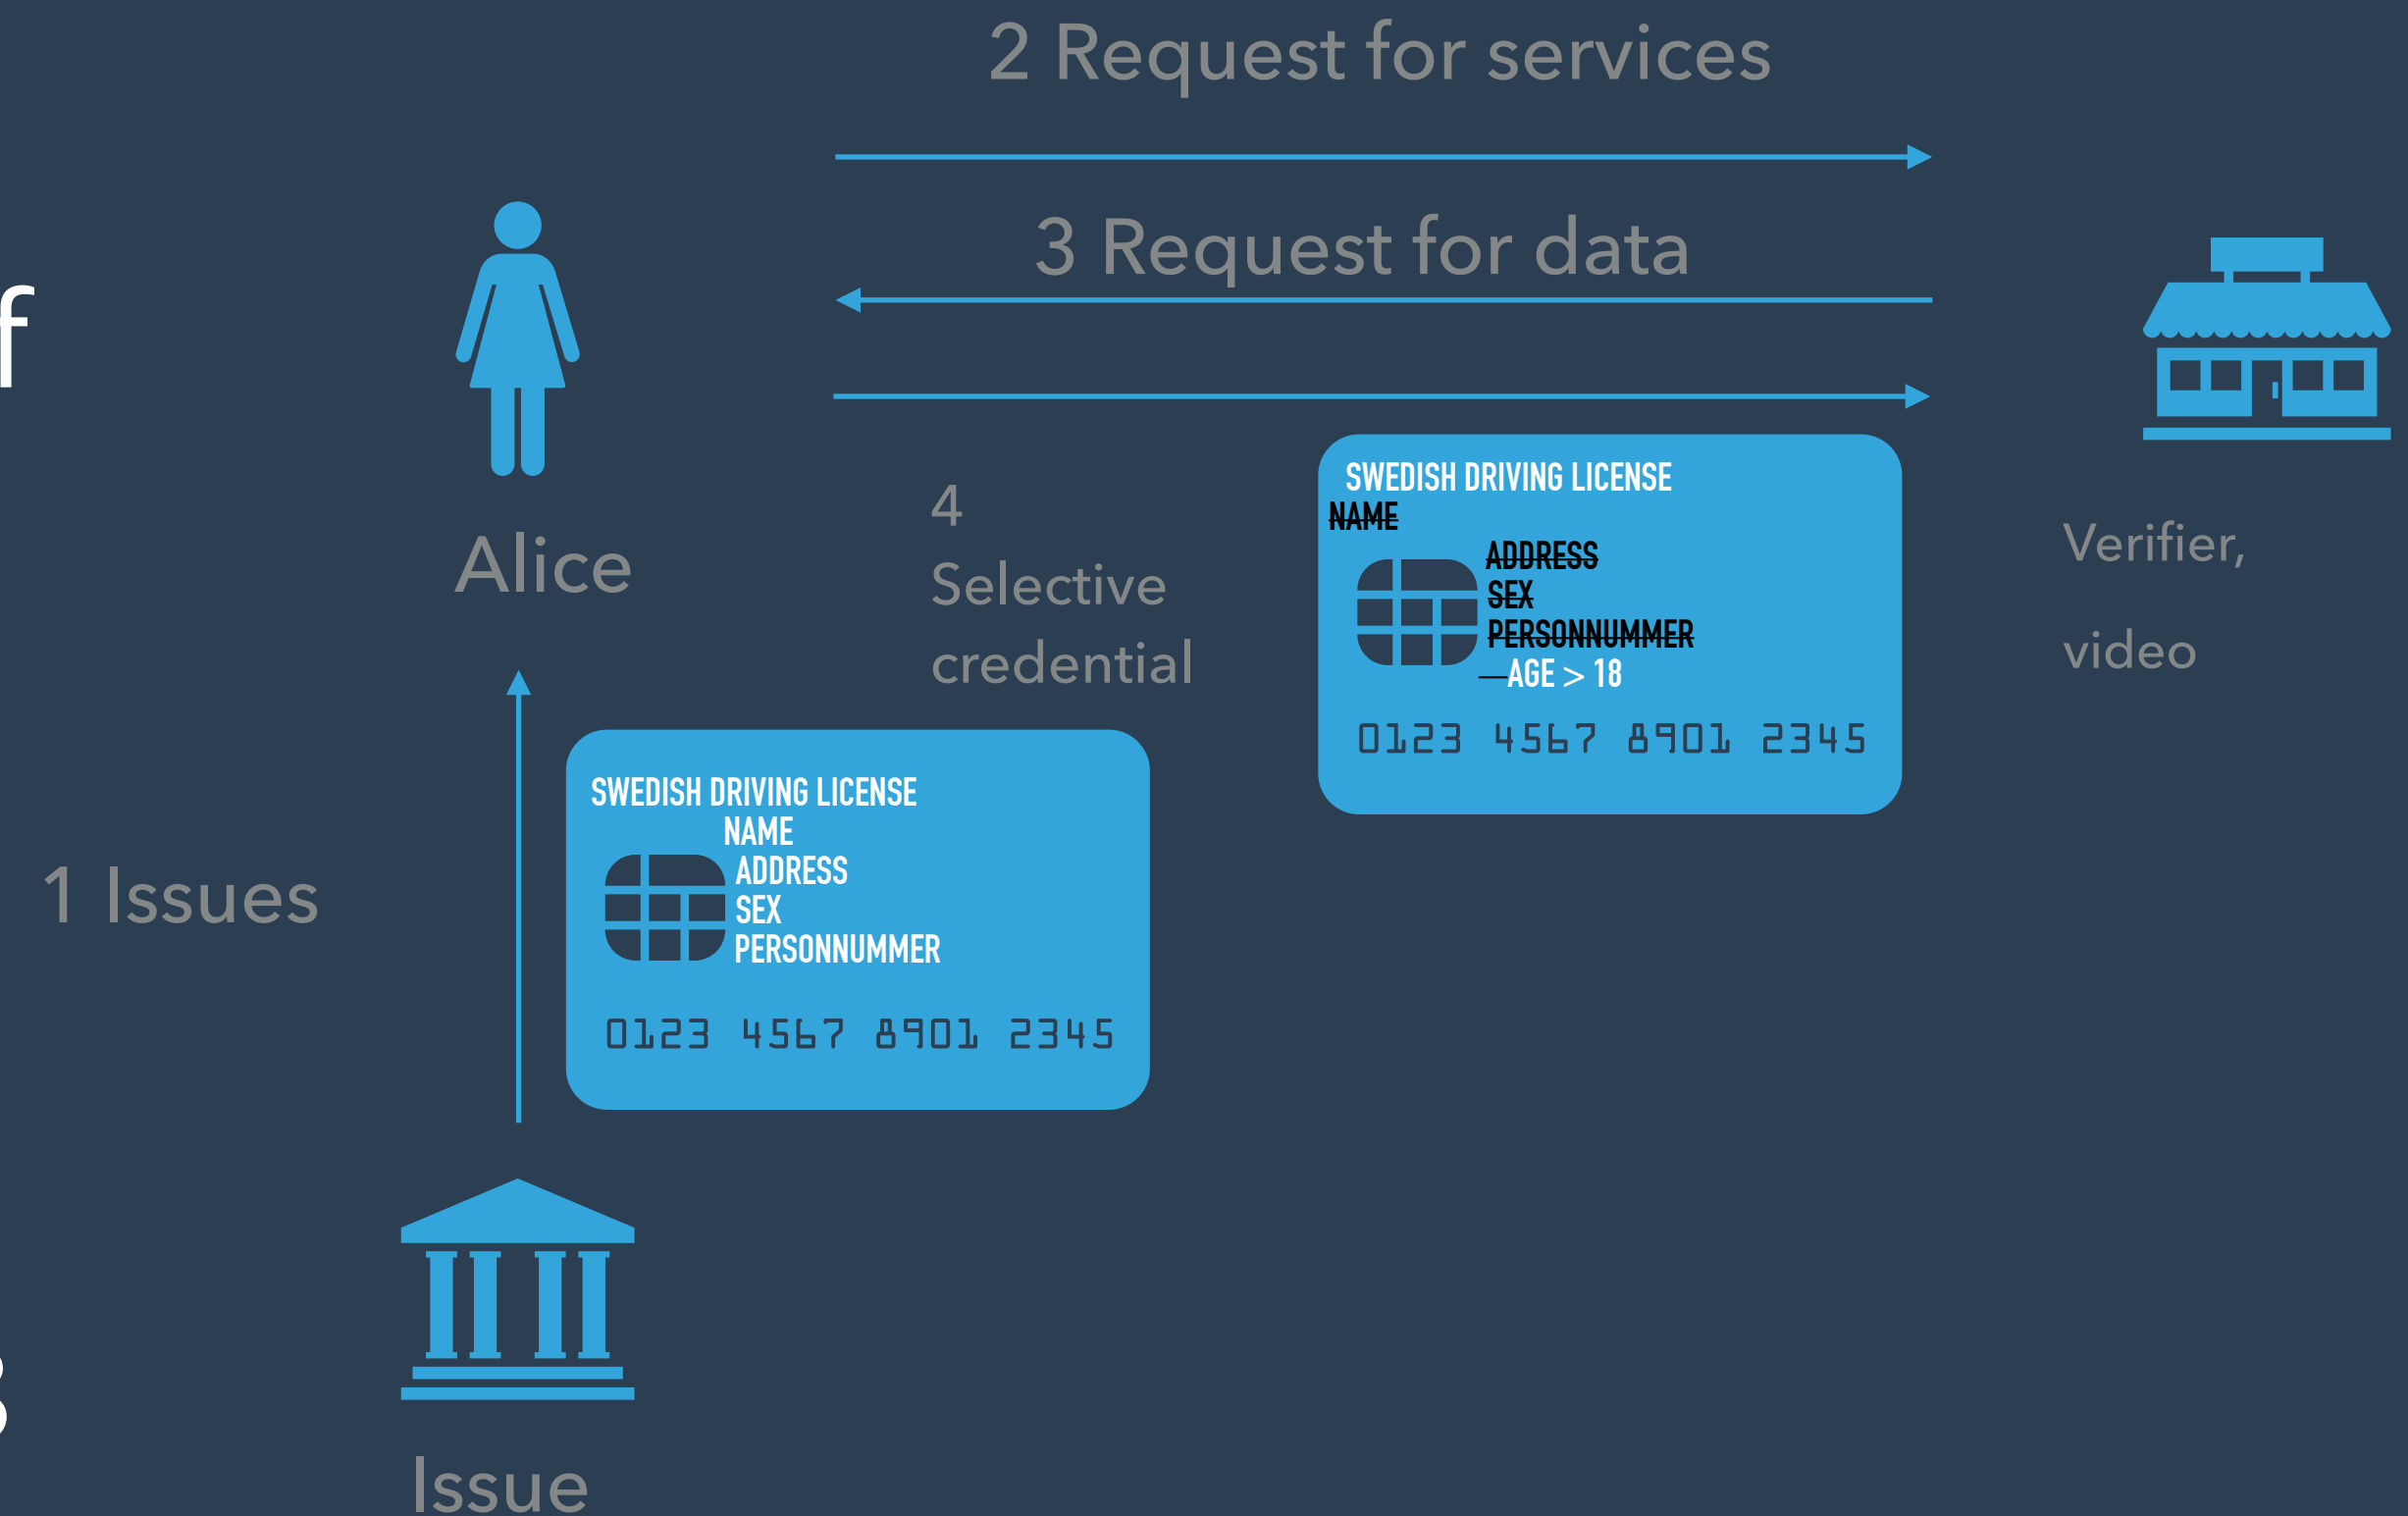 2 Request for services
3 Request for data
f
Alice
4
Selective
credential
SWEDISH DRIVING LICENSE
NAME
ADDRESS
SEX
PERSONNUMMER
AGE > 18
0123 4567 8901 2345
Verifier,
video
1 Issues
SWEDISH DRIVING LICENSE
NAME
ADDRESS
SEX
PERSONNUMMER
0123 4567 8901 2345
Issue